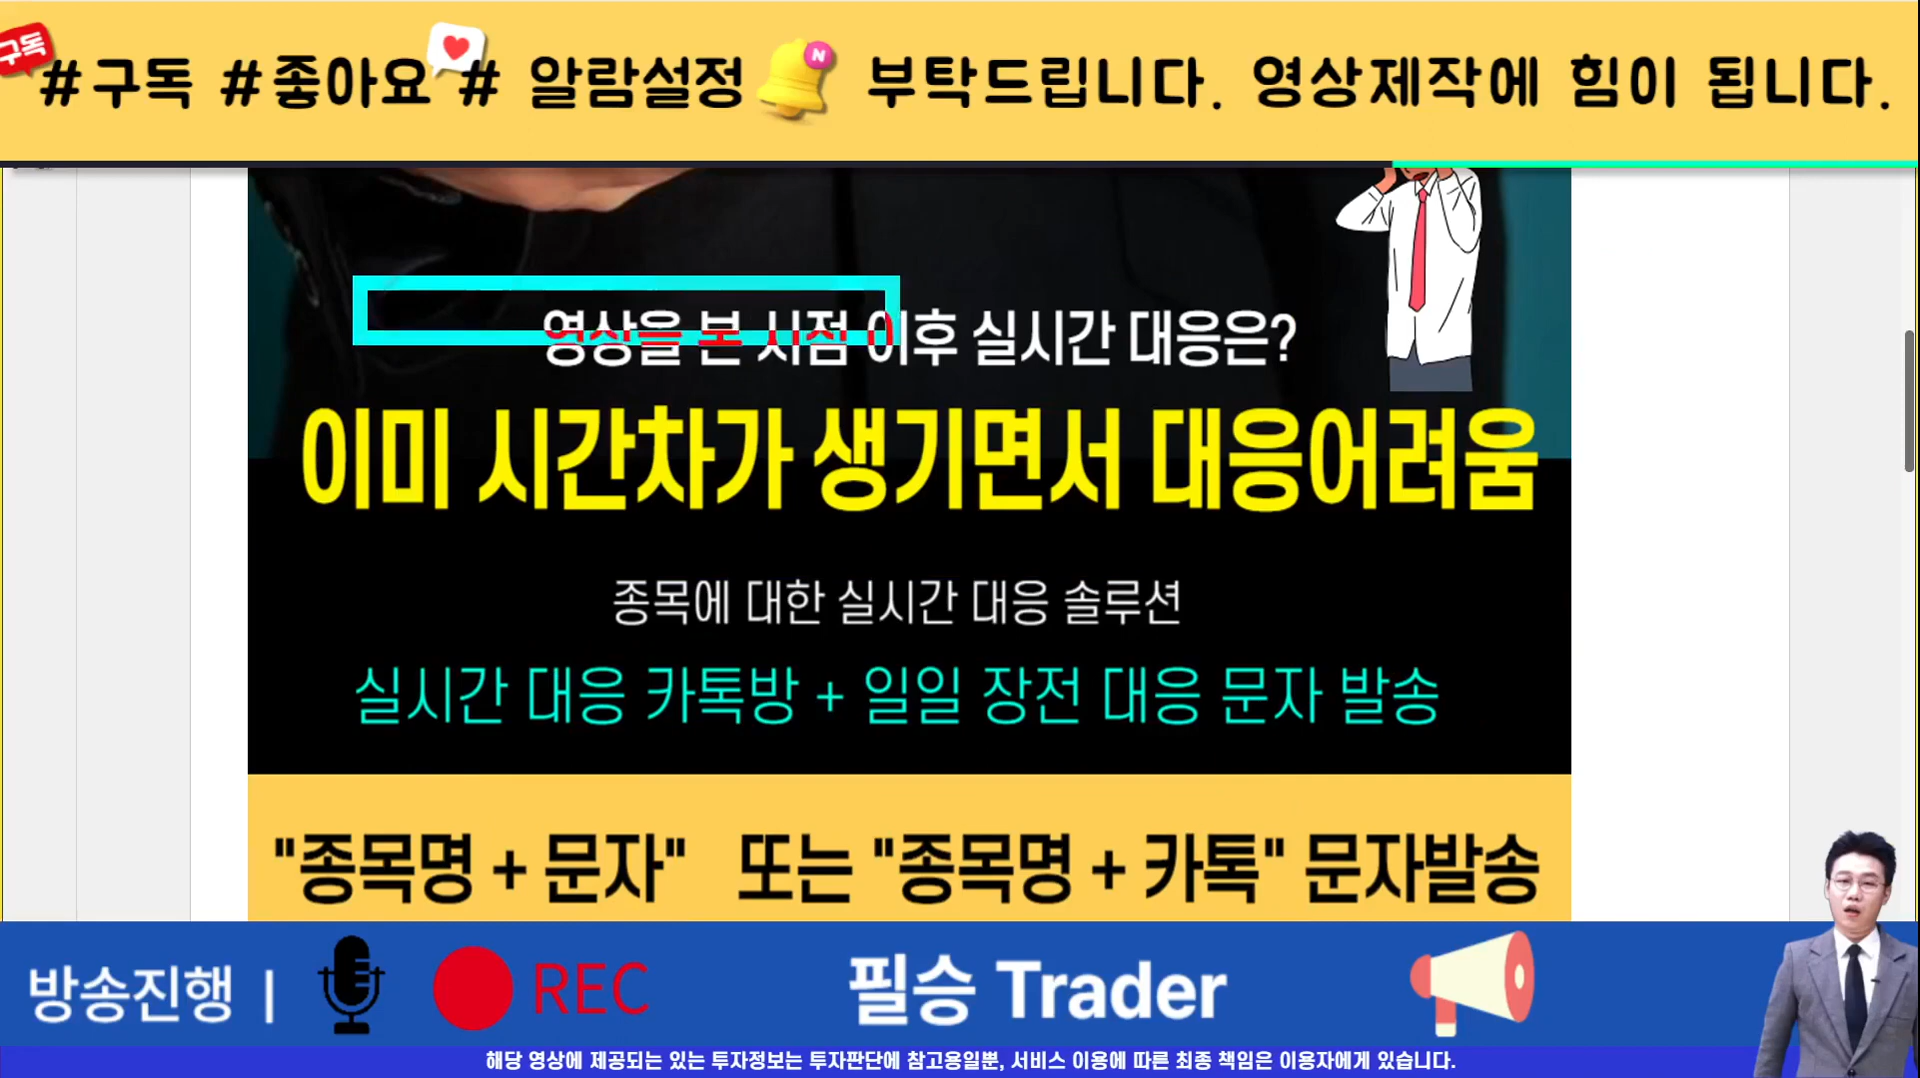 구독
#구독 #좋아요 # 알람설정 N 부탁드립니다. 영상제작에 힘이 됩니다.
영상을 본 시점 이후 실시간 대응은?
이미 시간차가 생기면서 대응어려움
종목에 대한 실시간 대응 솔루션
실시간 대응 카톡방 + 일일 장전 대응 문자 발송
"종목명 + 문자" 또는 "종목명 + 카톡" 문자발송
방송진행 | REC 필승 Trader
해당 영상에 제공되는 있는 투자정보는 투자판단에 참고용일뿐, 서비스 이용에 따른 최종 책임은 이용자에게 있습니다.